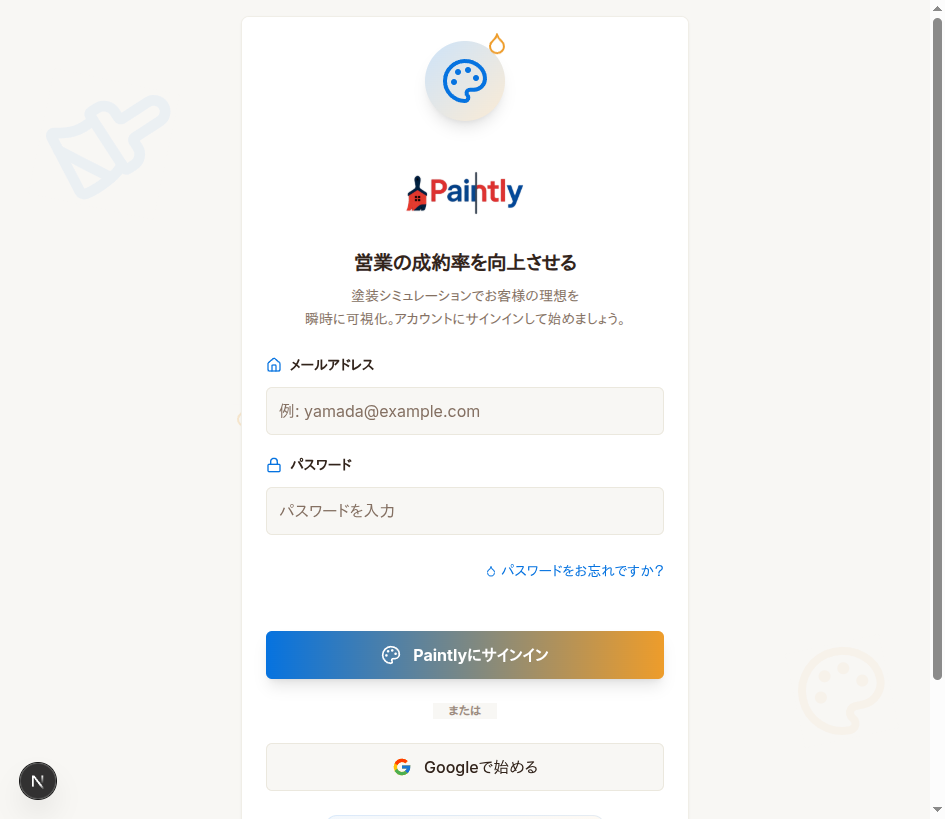 Paintly
営業の成約率を向上させる
塗装シミュレーションでお客様の理想を
瞬時に可視化。アカウントにサインインして始めましょう。
メールアドレス
例: yamada@example.com
パスワード
パスワードを入力
パスワードをお忘れですか？
Paintlyにサインイン
または
Googleで始める
N